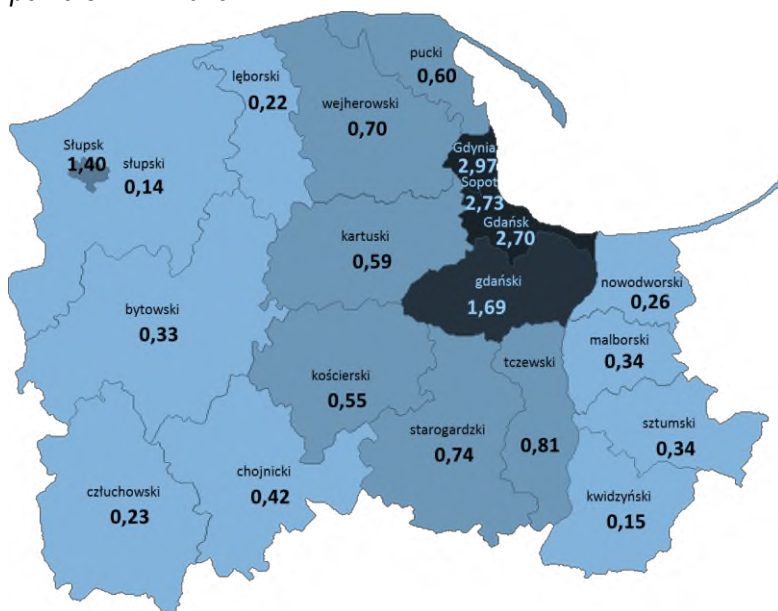 pucki
0,60
lęborski
0,22
wejherowski
0,70
Słupsk
1,40
słupski
0,14
Gdynia
2,97
Sopot
2,73
Gdańsk
2,70
kartuski
0,59
gdański
1,69
nowodworski
0,26
bytowski
0,33
malborski
0,34
kościerski
0,55
tczewski
0,81
starogardzki
0,74
sztumski
0,34
chojnicki
0,42
człuchowski
0,23
kwidzyński
0,15